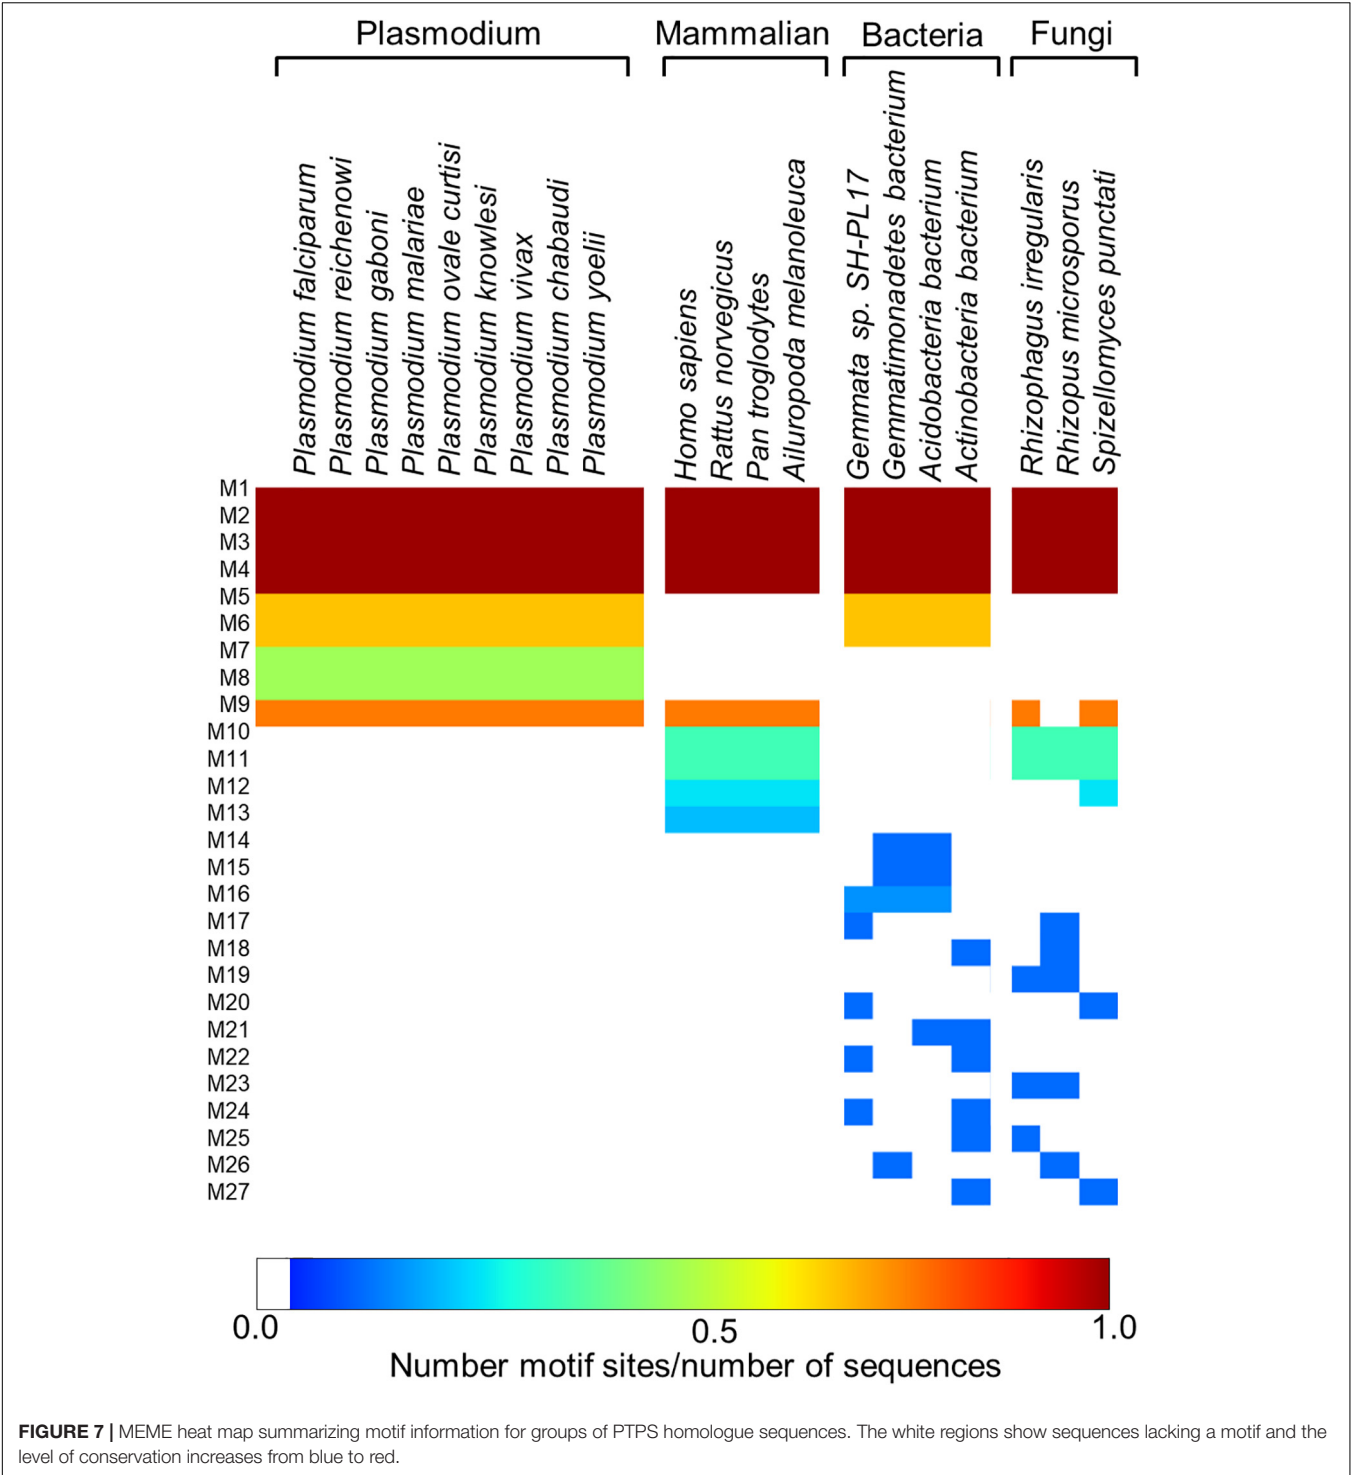 Plasmodium
Mammalian
Bacteria
Fungi
Plasmodium falciparum
Plasmodium reichenowi
Plasmodium gaboni
Plasmodium malariae
Plasmodium ovale curtisi
Plasmodium knowlesi
Plasmodium vivax
Plasmodium chabaudi
Plasmodium yoelii
Homo sapiens
Rattus norvegicus
Pan troglodytes
Ailuropoda melanoleuca
Gemmata sp. SH-PL17
Gemmatimonadetes bacterium
Acidobacteria bacterium
Actinobacteria bacterium
Rhizophagus irregularis
Rhizopus microsporus
Spizellomyces punctati
M1
M2
M3
M4
M5
M6
M7
M8
M9
M10
M11
M12
M13
M14
M15
M16
M17
M18
M19
M20
M21
M22
M23
M24
M25
M26
M27
0.0
0.5
1.0
Number motif sites/number of sequences
FIGURE 7 | MEME heat map summarizing motif information for groups of PTPS homologue sequences. The white regions show sequences lacking a motif and the
level of conservation increases from blue to red.